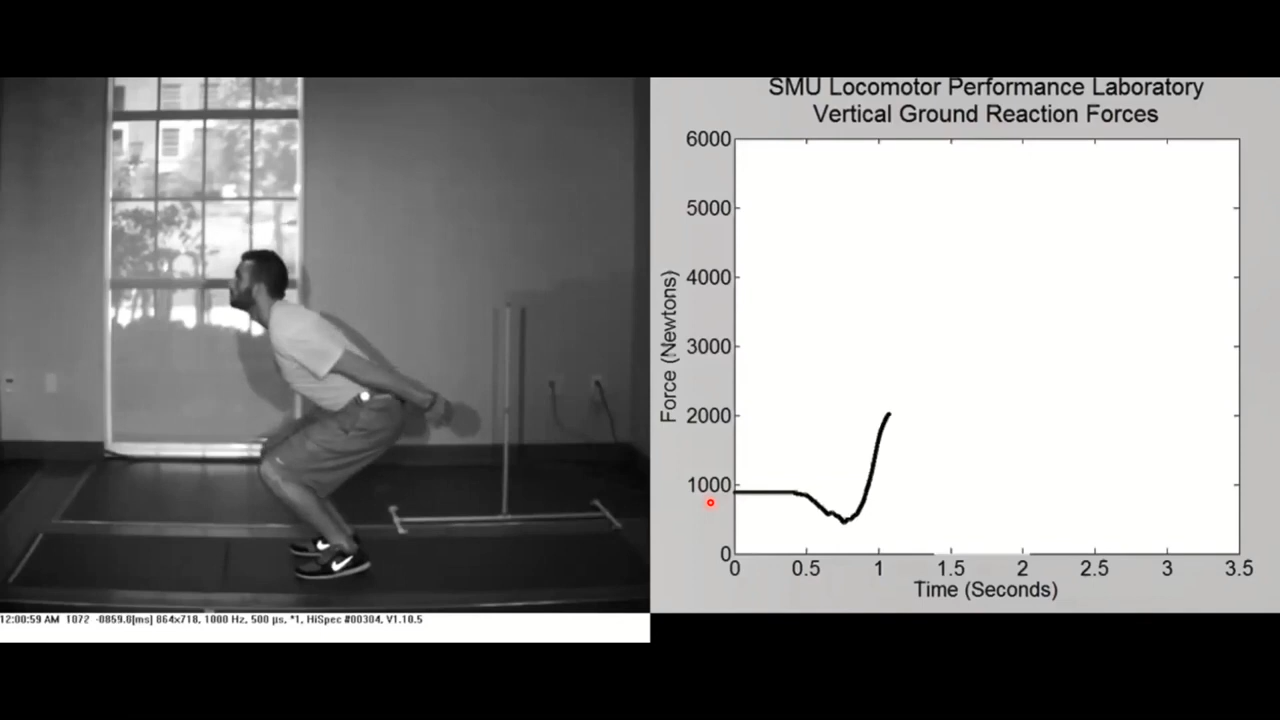 SMU Locomotor Performance Laboratory
Vertical Ground Reaction Forces
6000
5000
4000
3000
2000
1000
0
Force (Newtons)
0 0.5 1 1.5 2 2.5 3 3.5
Time (Seconds)
12:00:59 AM 1072 -0859.0[ms] 864x718, 1000 Hz, 500 µs, *1, HiSpec #00304, V1.10.5